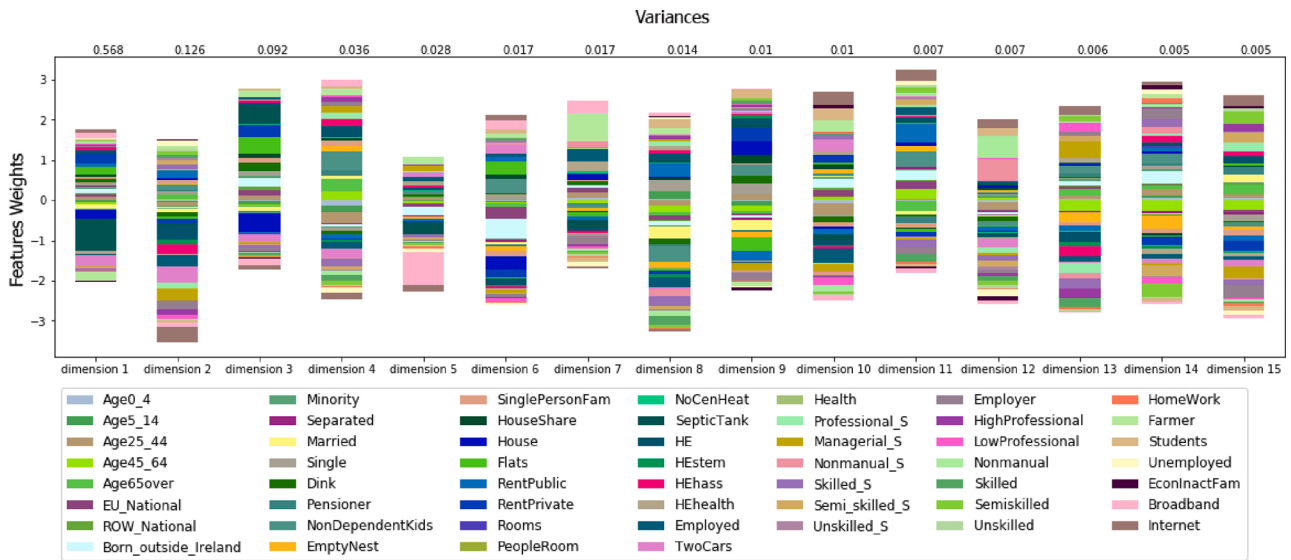 Variances
0.568 0.126 0.092 0.036 0.028 0.017 0.017 0.014 0.01 0.01 0.007 0.007 0.006 0.005 0.005
Features Weights
3
2
1
0
−1
−2
−3
dimension 1 dimension 2 dimension 3 dimension 4 dimension 5 dimension 6 dimension 7 dimension 8 dimension 9 dimension 10 dimension 11 dimension 12 dimension 13 dimension 14 dimension 15
Age0_4 Minority SinglePersonFam NoCenHeat Health Employer HomeWork
Age5_14 Separated HouseShare SepticTank Professional_S HighProfessional Farmer
Age25_44 Married House HE Managerial_S LowProfessional Students
Age45_64 Single Flats HEstem Nonmanual_S Nonmanual Unemployed
Age65over Dink RentPublic HEhass Skilled_S Skilled EconInactFam
EU_National Pensioner RentPrivate HEhealth Semi_skilled_S Semiskilled Broadband
ROW_National NonDependentKids Rooms Employed Unskilled_S Unskilled Internet
Born_outside_Ireland EmptyNest PeopleRoom TwoCars